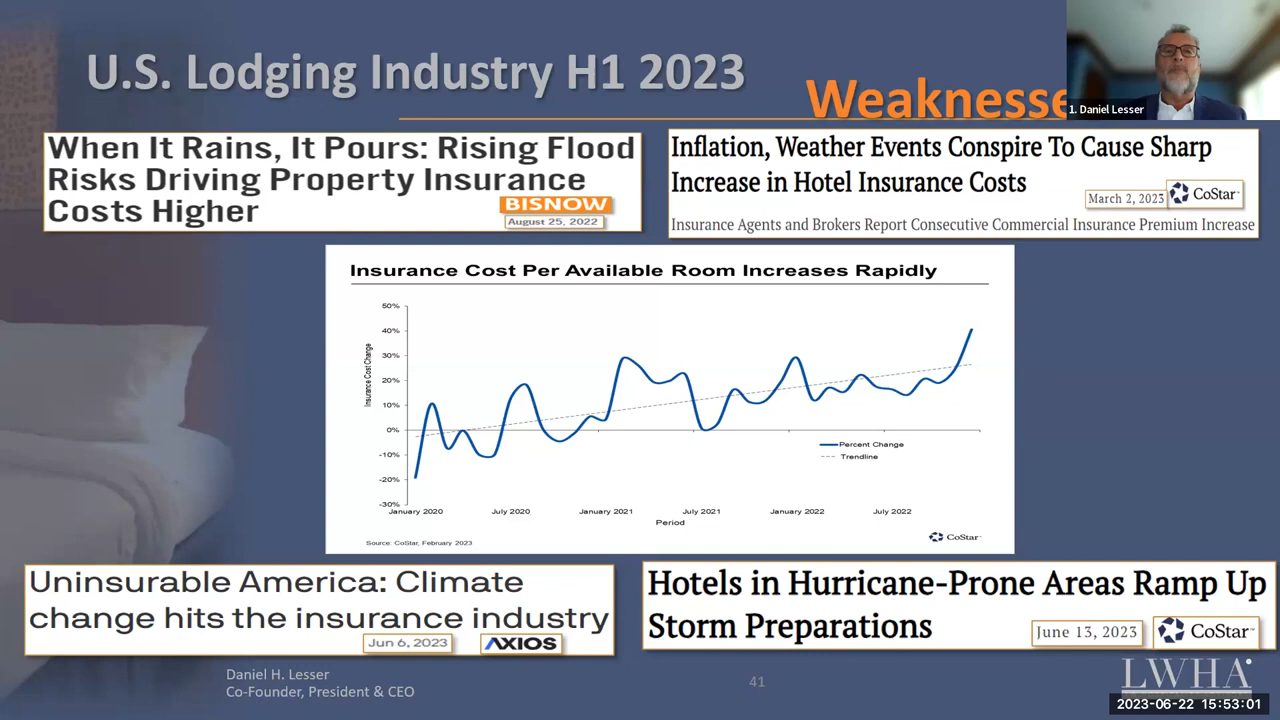 U.S. Lodging Industry H1 2023
Weaknesse
1. Daniel Lesser
When It Rains, It Pours: Rising Flood
Risks Driving Property Insurance
Costs Higher
BISNOW
August 25, 2022
Inflation, Weather Events Conspire To Cause Sharp
Increase in Hotel Insurance Costs
March 2, 2023
CoStar™
Insurance Agents and Brokers Report Consecutive Commercial Insurance Premium Increase
Insurance Cost Per Available Room Increases Rapidly
Insurance Cost Change
50%
40%
30%
20%
10%
0%
-10%
-20%
-30%
Percent Change
Trendline
January 2020
July 2020
January 2021
July 2021
January 2022
July 2022
Period
Source: CoStar, February 2023
CoStar™
Uninsurable America: Climate
change hits the insurance industry
Jun 6, 2023
AXIOS
Hotels in Hurricane-Prone Areas Ramp Up
Storm Preparations
June 13, 2023
CoStar™
Daniel H. Lesser
Co-Founder, President & CEO
41
LWHA
2023-06-22 15:53:01